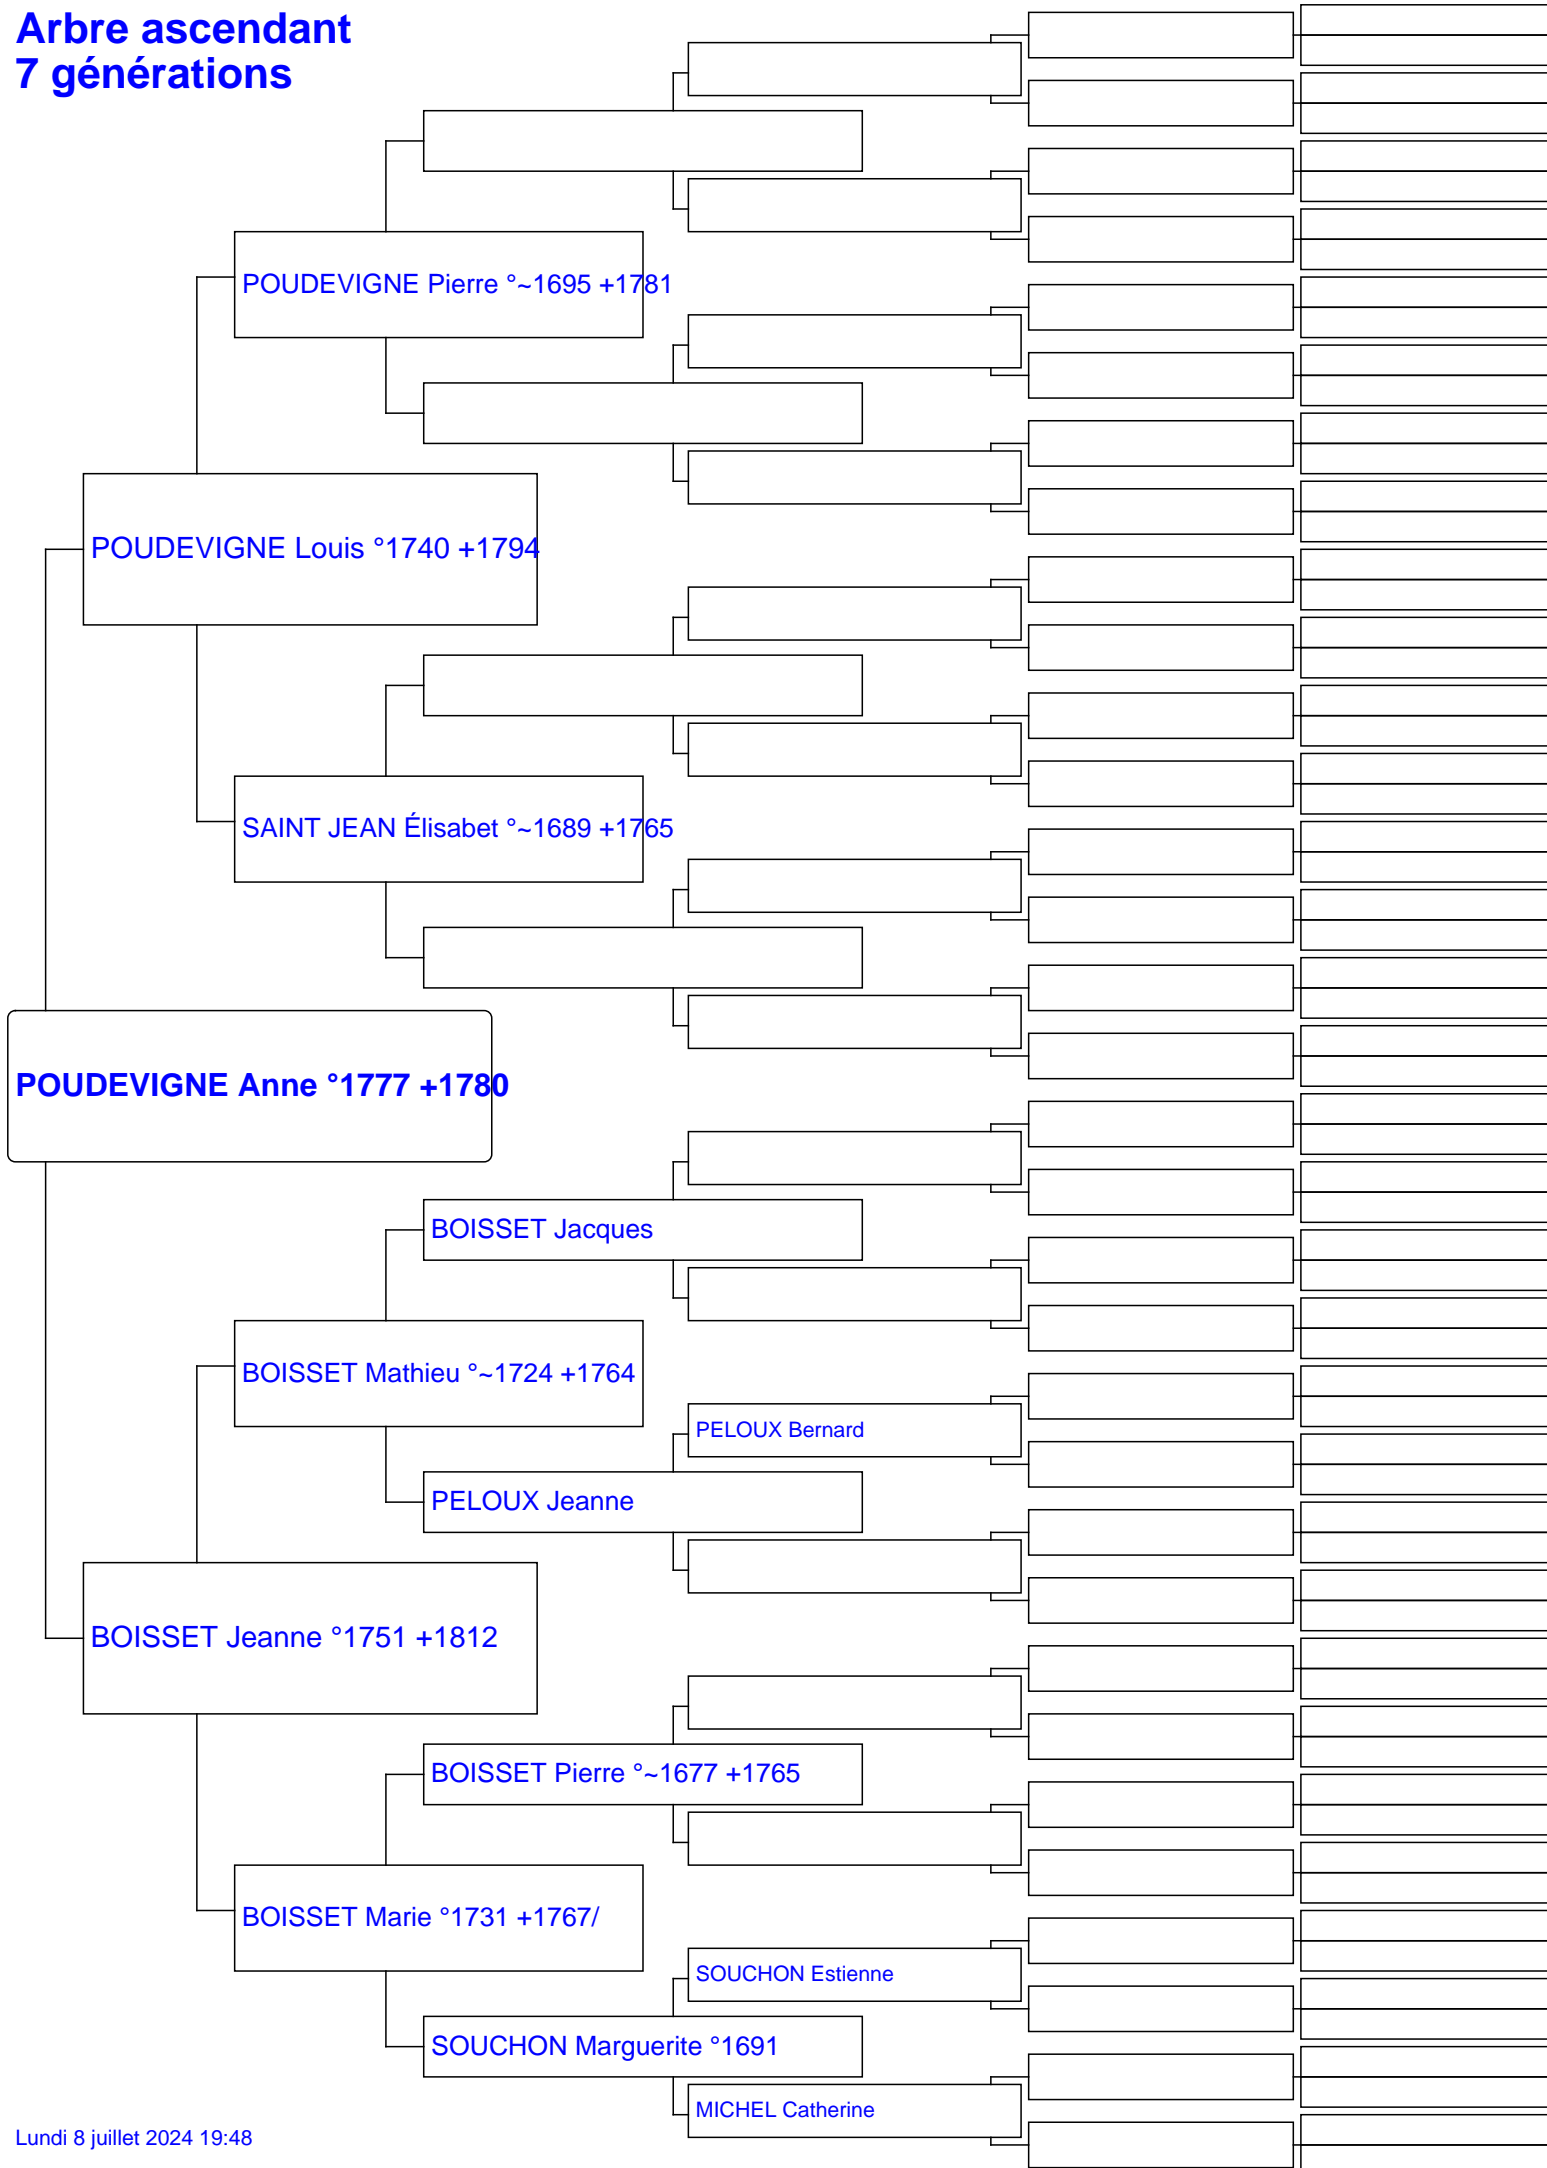 Arbre ascendant
7 générations
POUDEVIGNE Pierre °~1695 +1781
POUDEVIGNE Louis °1740 +1794
SAINT JEAN Élisabet °~1689 +1765
POUDEVIGNE Anne °1777 +1780
BOISSET Jacques
BOISSET Mathieu °~1724 +1764
PELOUX Bernard
PELOUX Jeanne
BOISSET Jeanne °1751 +1812
BOISSET Pierre °~1677 +1765
BOISSET Marie °1731 +1767/
SOUCHON Estienne
SOUCHON Marguerite °1691
MICHEL Catherine
Lundi 8 juillet 2024 19:48